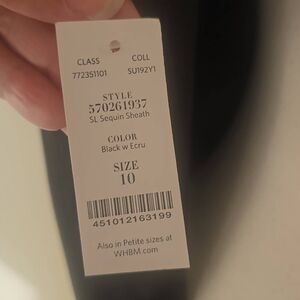 CLASS COLL
772351101 SU192Y1
STYLE
570261937
SL Sequin Sheath
COLOR
Black w Ecru
SIZE
10
451012163199
Also in Petite sizes at
WHBM.com